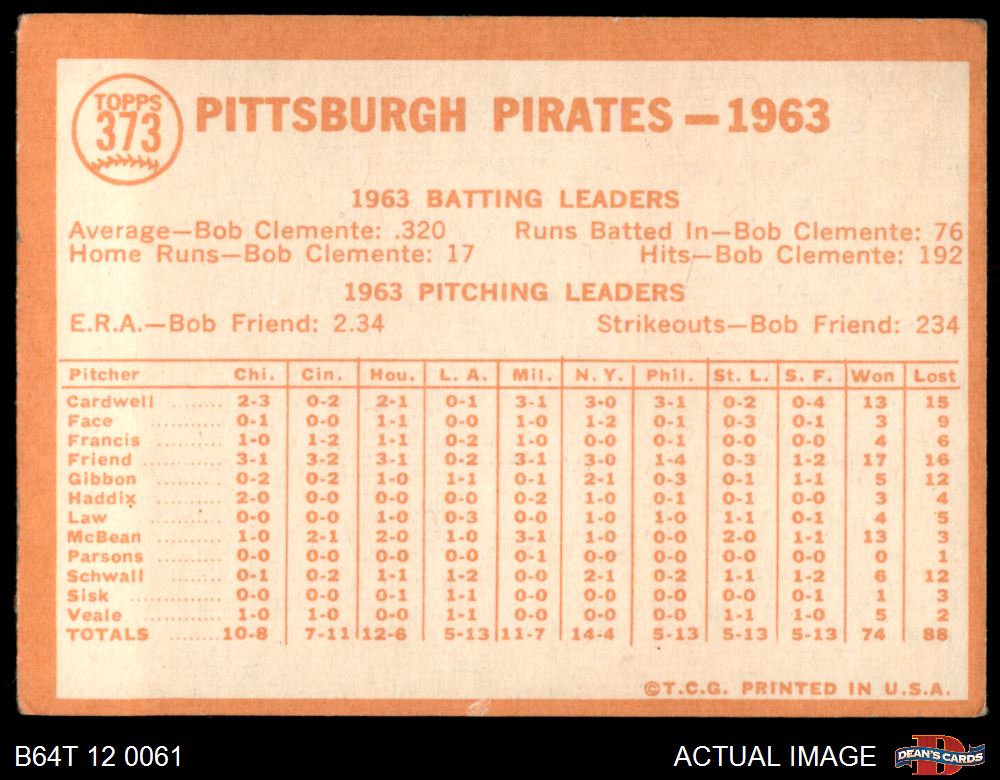 TOPPS
373
PITTSBURGH PIRATES—1963
1963 BATTING LEADERS
Average—Bob Clemente: .320 Runs Batted In—Bob Clemente: 76
Home Runs—Bob Clemente: 17 Hits—Bob Clemente: 192
1963 PITCHING LEADERS
E.R.A.—Bob Friend: 2.34 Strikeouts—Bob Friend: 234
Pitcher Chi. Cin. Hou. L. A. Mil. N. Y. Phil. St. L. S. F. Won Lost
Cardwell ........ 2-3 0-2 2-1 0-1 3-1 3-0 3-1 0-2 0-4 13 15
Face ............ 0-1 0-0 1-1 0-0 1-0 1-2 0-1 0-3 0-1 3 9
Francis ......... 1-0 1-2 1-1 0-2 1-0 0-0 0-1 0-0 0-0 4 6
Friend ............ 3-1 3-2 3-1 0-2 3-1 3-0 1-4 0-3 1-2 17 16
Gibbon .......... 0-2 0-2 1-0 1-1 0-1 2-1 0-3 0-1 1-1 5 12
Haddix .......... 2-0 0-0 0-0 0-0 0-2 1-0 0-1 0-1 0-0 3 4
Law ............. 0-0 0-0 1-0 0-3 0-0 1-0 1-0 1-1 0-1 4 5
McBean ......... 1-0 2-1 2-0 1-0 3-1 1-0 0-0 2-0 1-1 13 3
Parsons ......... 0-0 0-0 0-0 0-0 0-1 0-0 0-0 0-0 0-0 0 1
Schwall .......... 0-1 0-2 1-1 1-2 0-0 2-1 0-2 1-1 1-2 6 12
Sisk .............. 0-0 0-0 0-1 1-1 0-0 0-0 0-0 0-0 0-1 1 3
Veale ............ 1-0 1-0 0-0 1-1 0-0 0-0 0-0 1-1 1-0 5 2
TOTALS ....... 10-8 7-11 12-6 5-13 11-7 14-4 5-13 5-13 5-13 74 88
©T.C.G. PRINTED IN U.S.A.
B64T 12 0061 ACTUAL IMAGE DEAN'S CARDS